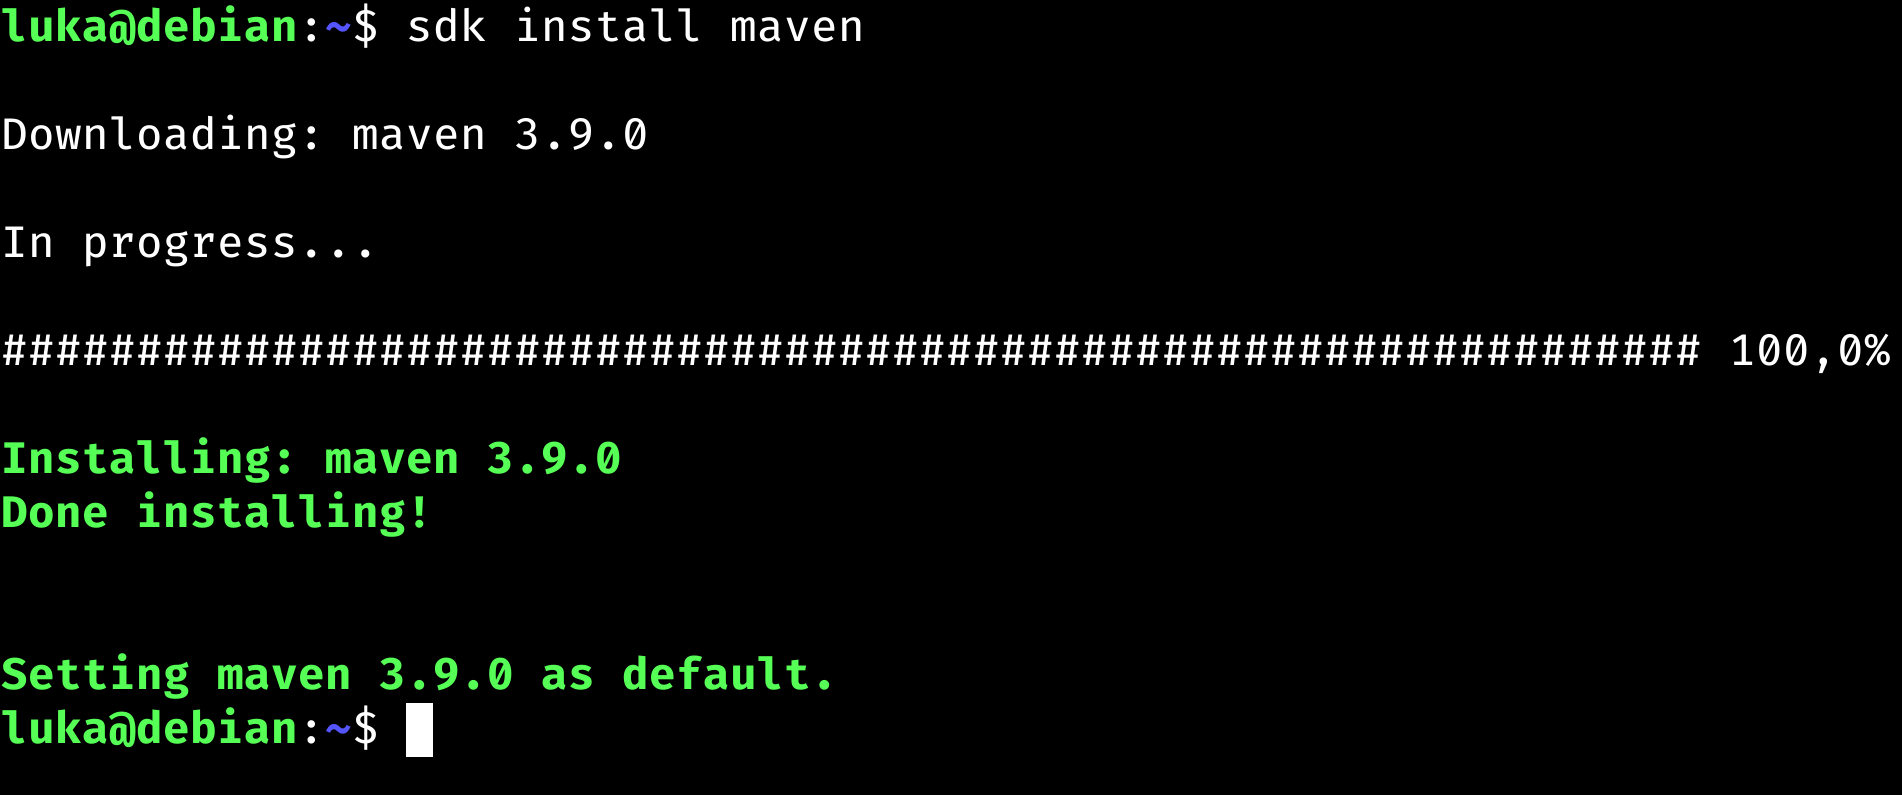 luka@debian:~$ sdk install maven
Downloading: maven 3.9.0
In progress...
############################################################### 100,0%
Installing: maven 3.9.0
Done installing!
Setting maven 3.9.0 as default.
luka@debian:~$